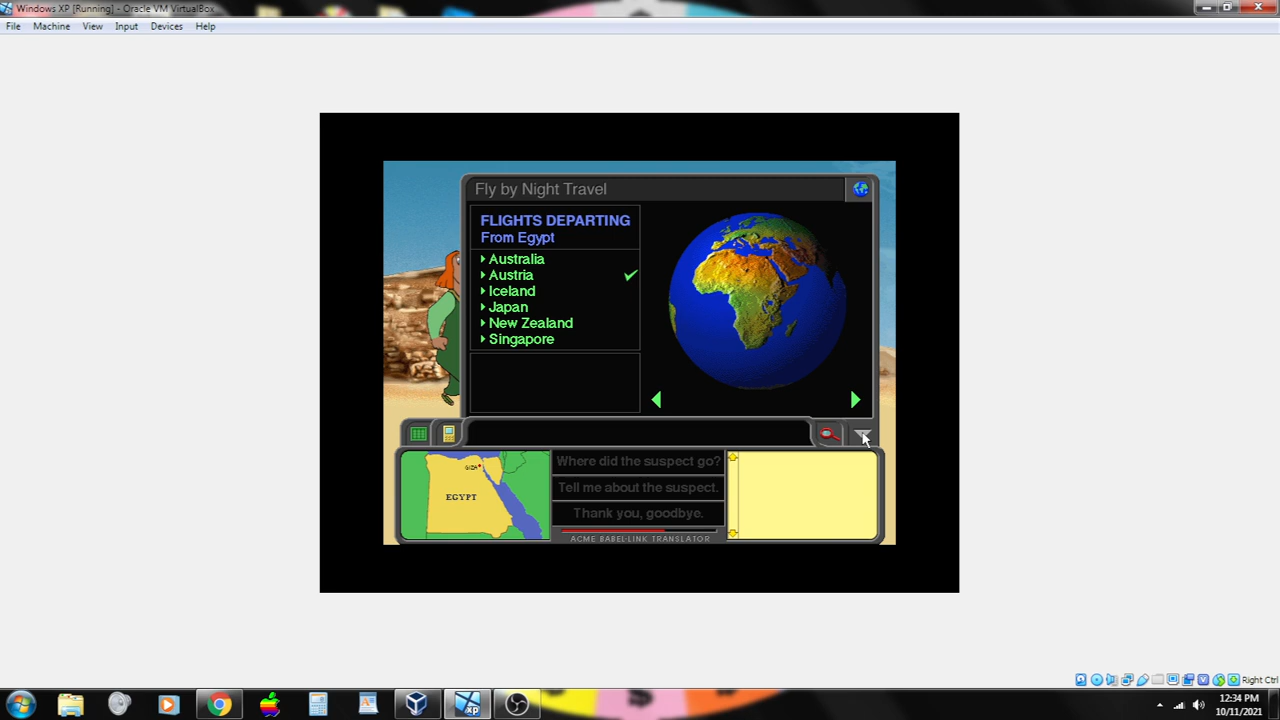 Windows XP [Running] - Oracle VM VirtualBox
File Machine View Input Devices Help
Fly by Night Travel
FLIGHTS DEPARTING
From Egypt
Australia
Austria
Iceland
Japan
New Zealand
Singapore
GIZA
EGYPT
Where did the suspect go?
Tell me about the suspect.
Thank you, goodbye.
ACME BABEL-LINK TRANSLATOR
Right Ctrl
xp
12:34 PM
10/11/2021